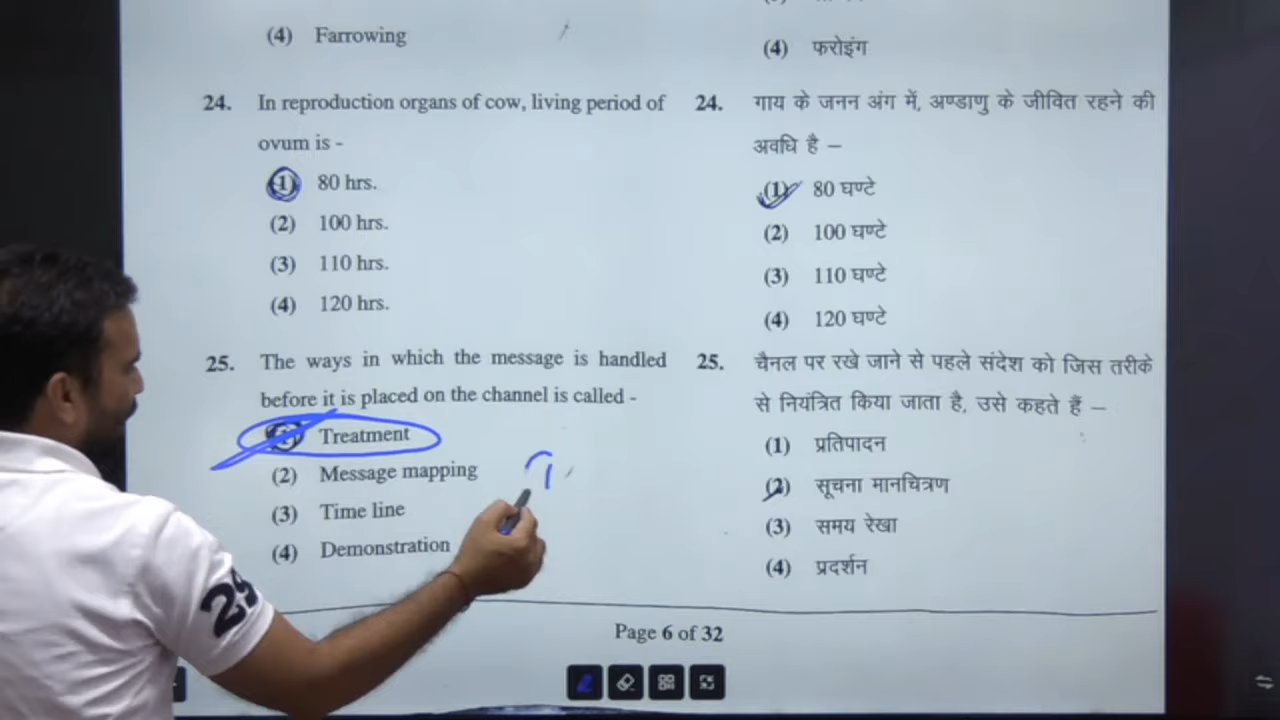 (4) Farrowing
24. In reproduction organs of cow, living period of
ovum is -
(1) 80 hrs.
(2) 100 hrs.
(3) 110 hrs.
(4) 120 hrs.
25. The ways in which the message is handled
before it is placed on the channel is called -
(1) Treatment
(2) Message mapping
(3) Time line
(4) Demonstration
(4) फरोइंग
24. गाय के जनन अंग में, अण्डाणु के जीवित रहने की
अवधि है –
(1) 80 घण्टे
(2) 100 घण्टे
(3) 110 घण्टे
(4) 120 घण्टे
25. चैनल पर रखे जाने से पहले संदेश को जिस तरीके
से नियंत्रित किया जाता है, उसे कहते हैं –
(1) प्रतिपादन
(2) सूचना मानचित्रण
(3) समय रेखा
(4) प्रदर्शन
Page 6 of 32
29